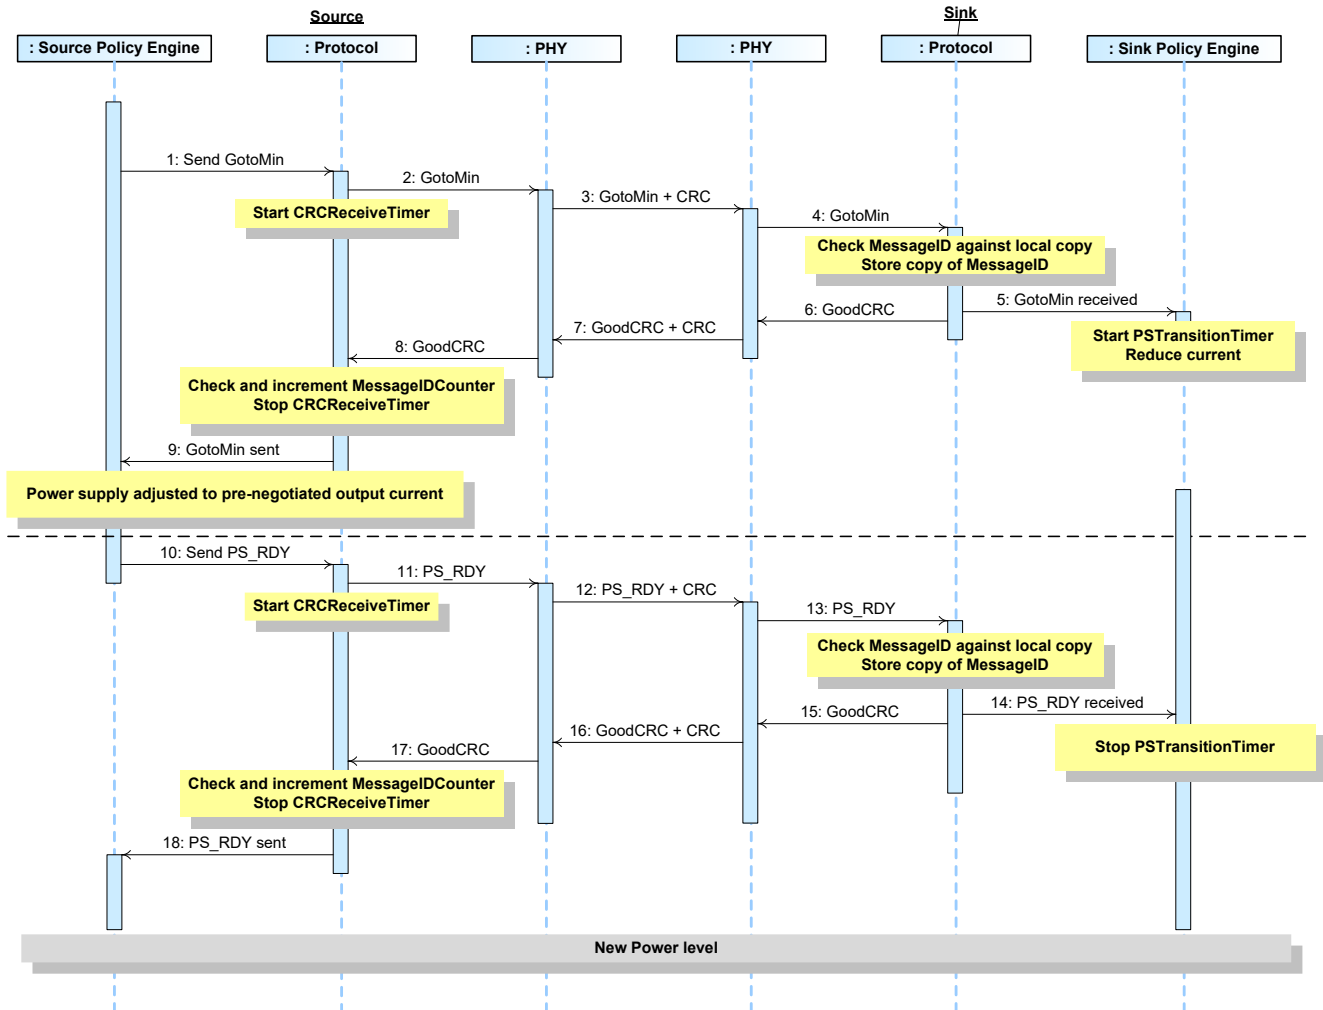 Source
Sink
: Source Policy Engine
: Protocol
: PHY
: PHY
: Protocol
: Sink Policy Engine
1: Send GotoMin
2: GotoMin
3: GotoMin + CRC
Start CRCReceiveTimer
4: GotoMin
Check MessageID against local copy
Store copy of MessageID
5: GotoMin received
6: GoodCRC
7: GoodCRC + CRC
Start PSTransitionTimer
Reduce current
8: GoodCRC
Check and increment MessageIDCounter
Stop CRCReceiveTimer
9: GotoMin sent
Power supply adjusted to pre-negotiated output current
10: Send PS_RDY
11: PS_RDY
12: PS_RDY + CRC
Start CRCReceiveTimer
13: PS_RDY
Check MessageID against local copy
Store copy of MessageID
14: PS_RDY received
15: GoodCRC
16: GoodCRC + CRC
Stop PSTransitionTimer
17: GoodCRC
Check and increment MessageIDCounter
Stop CRCReceiveTimer
18: PS_RDY sent
New Power level